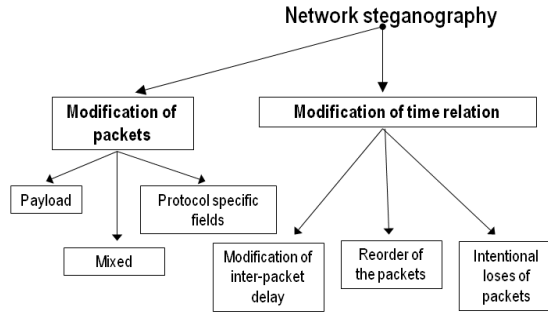 Network steganography
Modification of
packets
Modification of time relation
Payload
Mixed
Protocol specific
fields
Modification of
inter-packet
delay
Reorder of
the packets
Intentional
loses of
packets